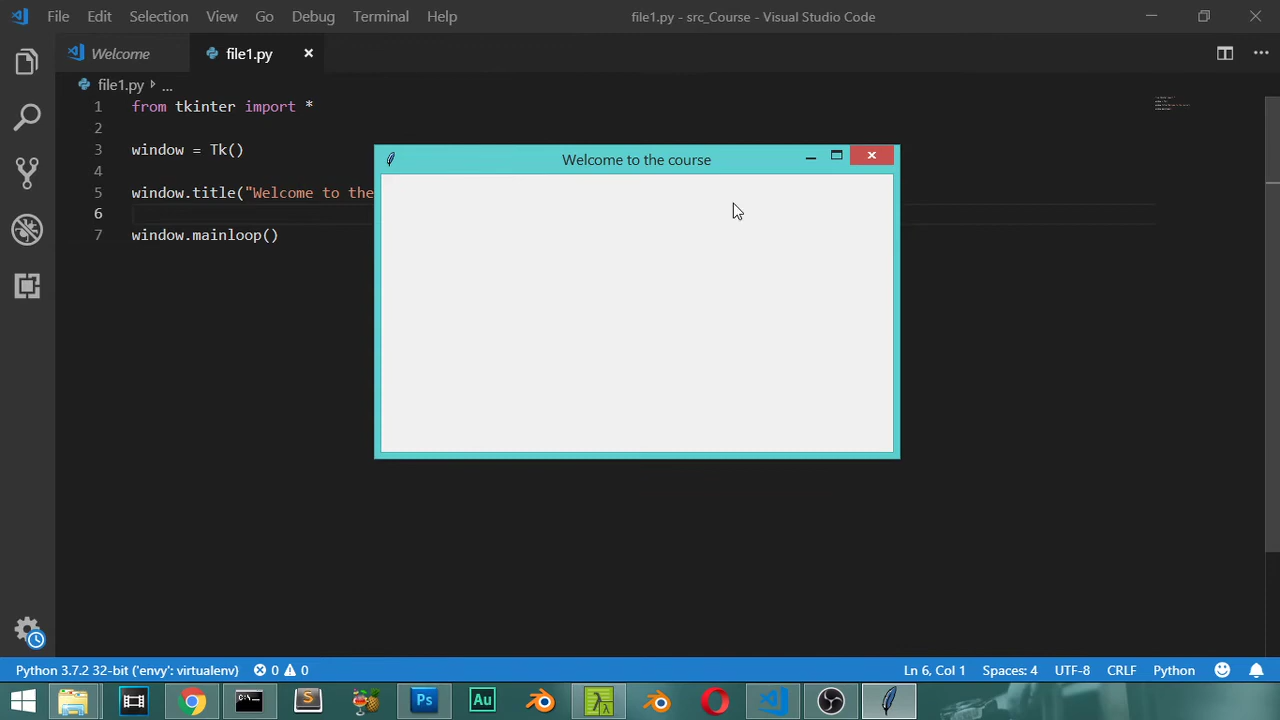 File Edit Selection View Go Debug Terminal Help file1.py - src_Course - Visual Studio Code
Welcome file1.py
file1.py ...
1 from tkinter import *
2
3 window = Tk()
4
5 window.title("Welcome to the
6
7 window.mainloop()
Welcome to the course
Python 3.7.2 32-bit ('envy': virtualenv) 0 0 Ln 6, Col 1 Spaces: 4 UTF-8 CRLF Python
Ps Au